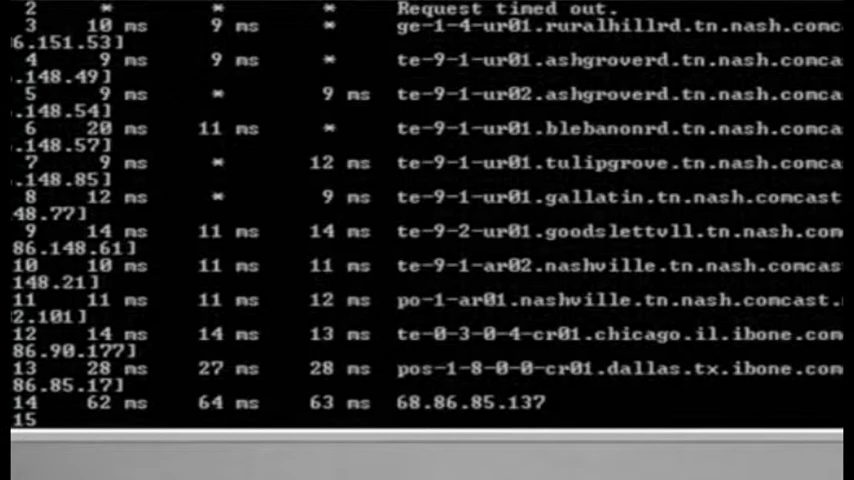 2 * * * Request timed out.
3 10 ms 9 ms * ge-1-4-ur01.ruralhillrd.tn.nash.comc
6.151.53]
4 9 ms 9 ms * te-9-1-ur01.ashgroverd.tn.nash.comca
.148.49]
5 9 ms * 9 ms te-9-1-ur02.ashgroverd.tn.nash.comca
.148.54]
6 20 ms 11 ms * te-9-1-ur01.blebanonrd.tn.nash.comca
.148.57]
7 9 ms * 12 ms te-9-1-ur01.tulipgrove.tn.nash.comca
.148.85]
8 12 ms * 9 ms te-9-1-ur01.gallatin.tn.nash.comcast
48.77]
9 14 ms 11 ms 14 ms te-9-2-ur01.goodslettvll.tn.nash.com
86.148.61]
10 10 ms 11 ms 11 ms te-9-1-ar02.nashville.tn.nash.comcas
148.21]
11 11 ms 11 ms 12 ms po-1-ar01.nashville.tn.nash.comcast.
2.101]
12 14 ms 14 ms 13 ms te-0-3-0-4-cr01.chicago.il.ibone.com
86.90.177]
13 28 ms 27 ms 28 ms pos-1-8-0-0-cr01.dallas.tx.ibone.com
86.85.17]
14 62 ms 64 ms 63 ms 68.86.85.137
15